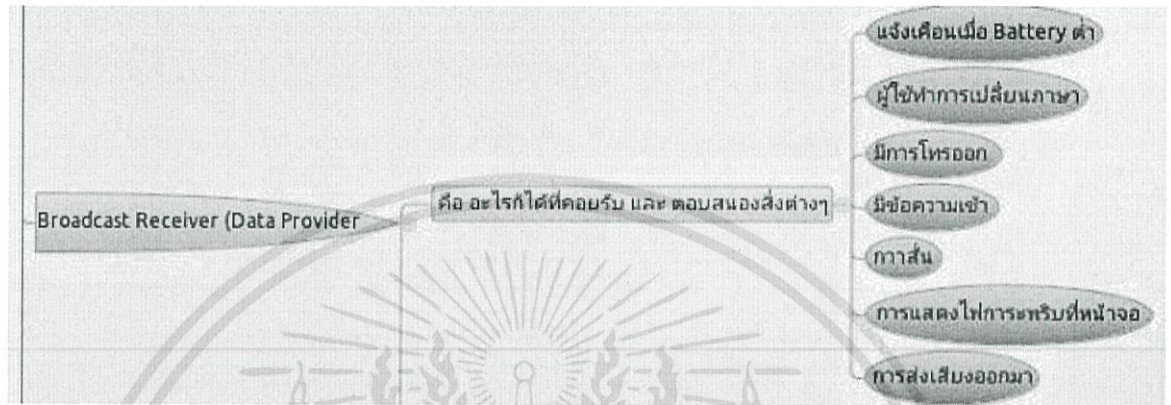 แจ้งเตือนเมื่อ Battery ต่ำ
ผู้ใช้ทำการเปลี่ยนภาษา
มีการโทรออก
Broadcast Receiver (Data Provider
คือ อะไรก็ได้ที่คอยรับ และ ตอบสนองสิ่งต่างๆ
มีข้อความเข้า
กาาสั่น
การแสดงไฟการะพริบที่หน้าจอ
การส่งเสียงออกมา